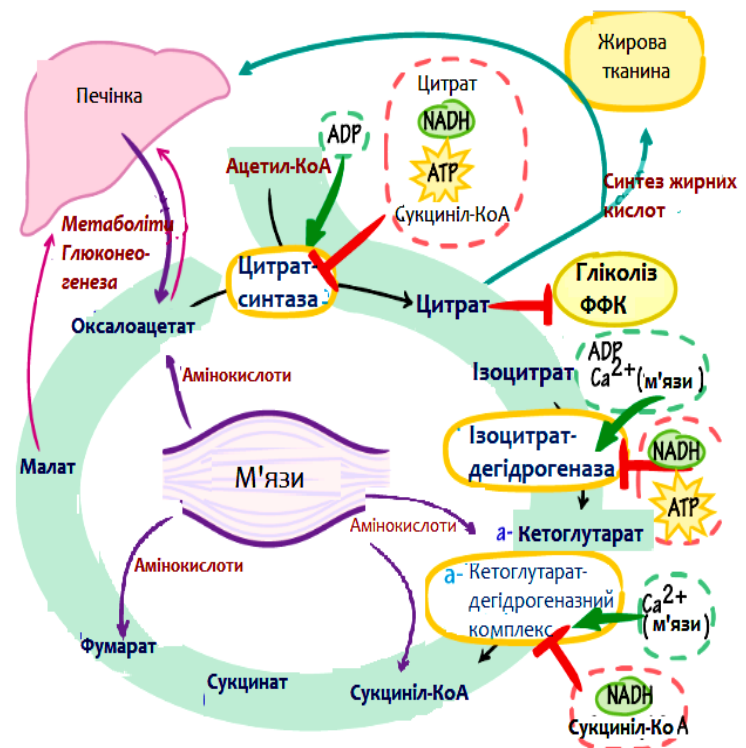 Жирова
тканина
Печінка
Цитрат
NADH
ATP
Сукциніл-КоА
ADP
Ацетил-КоА
Синтез жирних
кислот
Метаболіти
Глюконео-
генеза
Цитрат-
синтаза
Цитрат
Гліколіз
ФФК
Оксалоацетат
ADP
Ca2+ (м'язи)
Ізоцитрат
Амінокислоти
Ізоцитрат-
дегідрогеназа
NADH
ATP
Малат
М'язи
Амінокислоти
а- Кетоглутарат
Амінокислоти
а- Кетоглутарат-
дегідрогеназний
комплекс
Ca2+
(м'язи)
Фумарат
Сукцинат
Сукциніл-КоА
NADH
Сукциніл-КоА